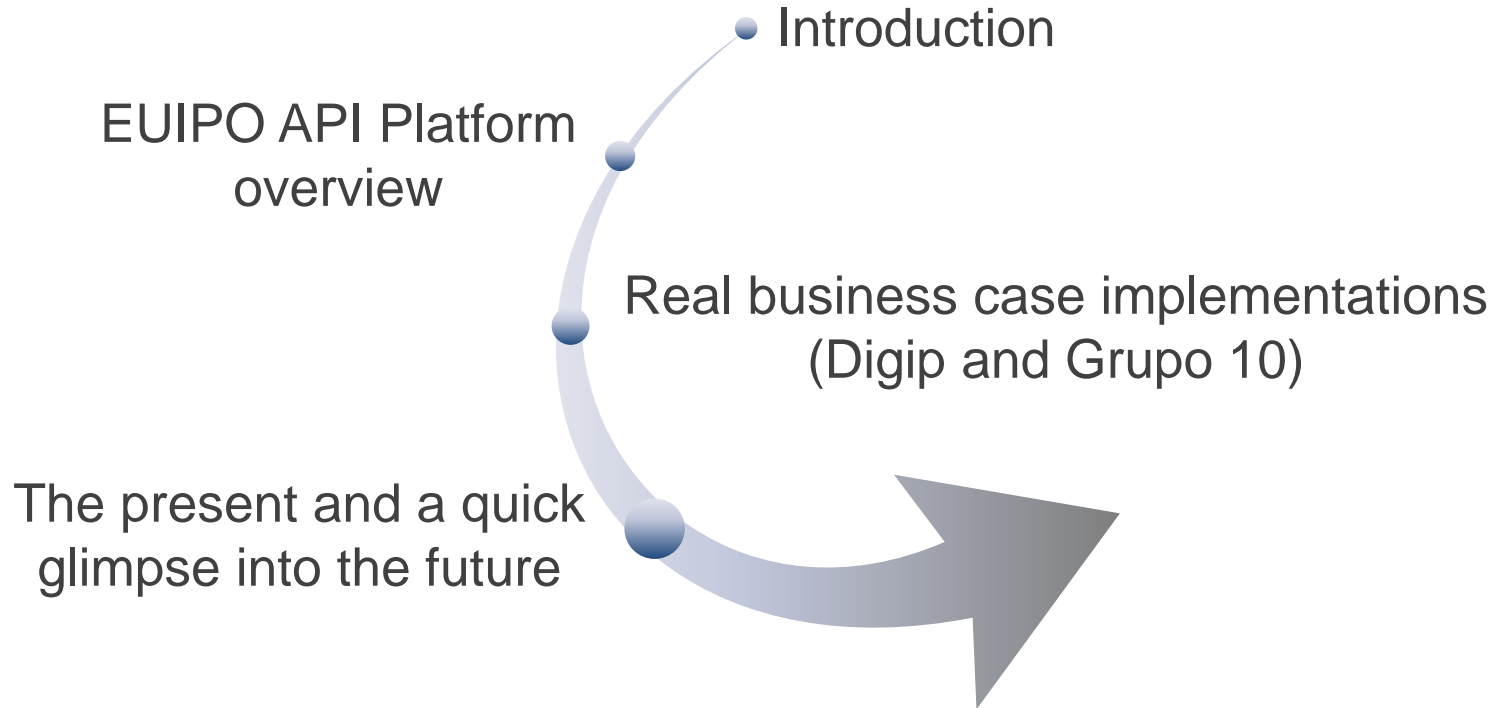 Introduction
EUIPO API Platform
overview
Real business case implementations
(Digip and Grupo 10)
The present and a quick
glimpse into the future